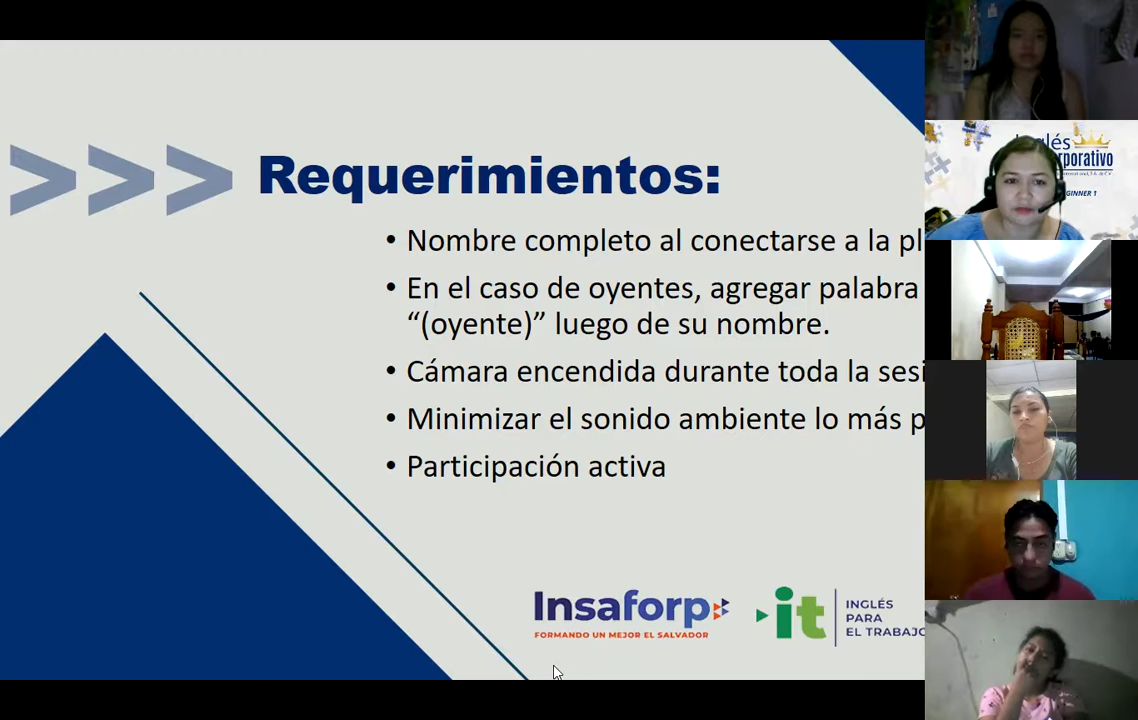 >>> Requerimientos:
• Nombre completo al conectarse a la pl
• En el caso de oyentes, agregar palabra
“(oyente)” luego de su nombre.
• Cámara encendida durante toda la sesi
• Minimizar el sonido ambiente lo más p
• Participación activa
Insaforp
FORMANDO UN MEJOR EL SALVADOR
it
INGLÉS
PARA
EL TRABAJO
glés
rporativo
GINNER 1